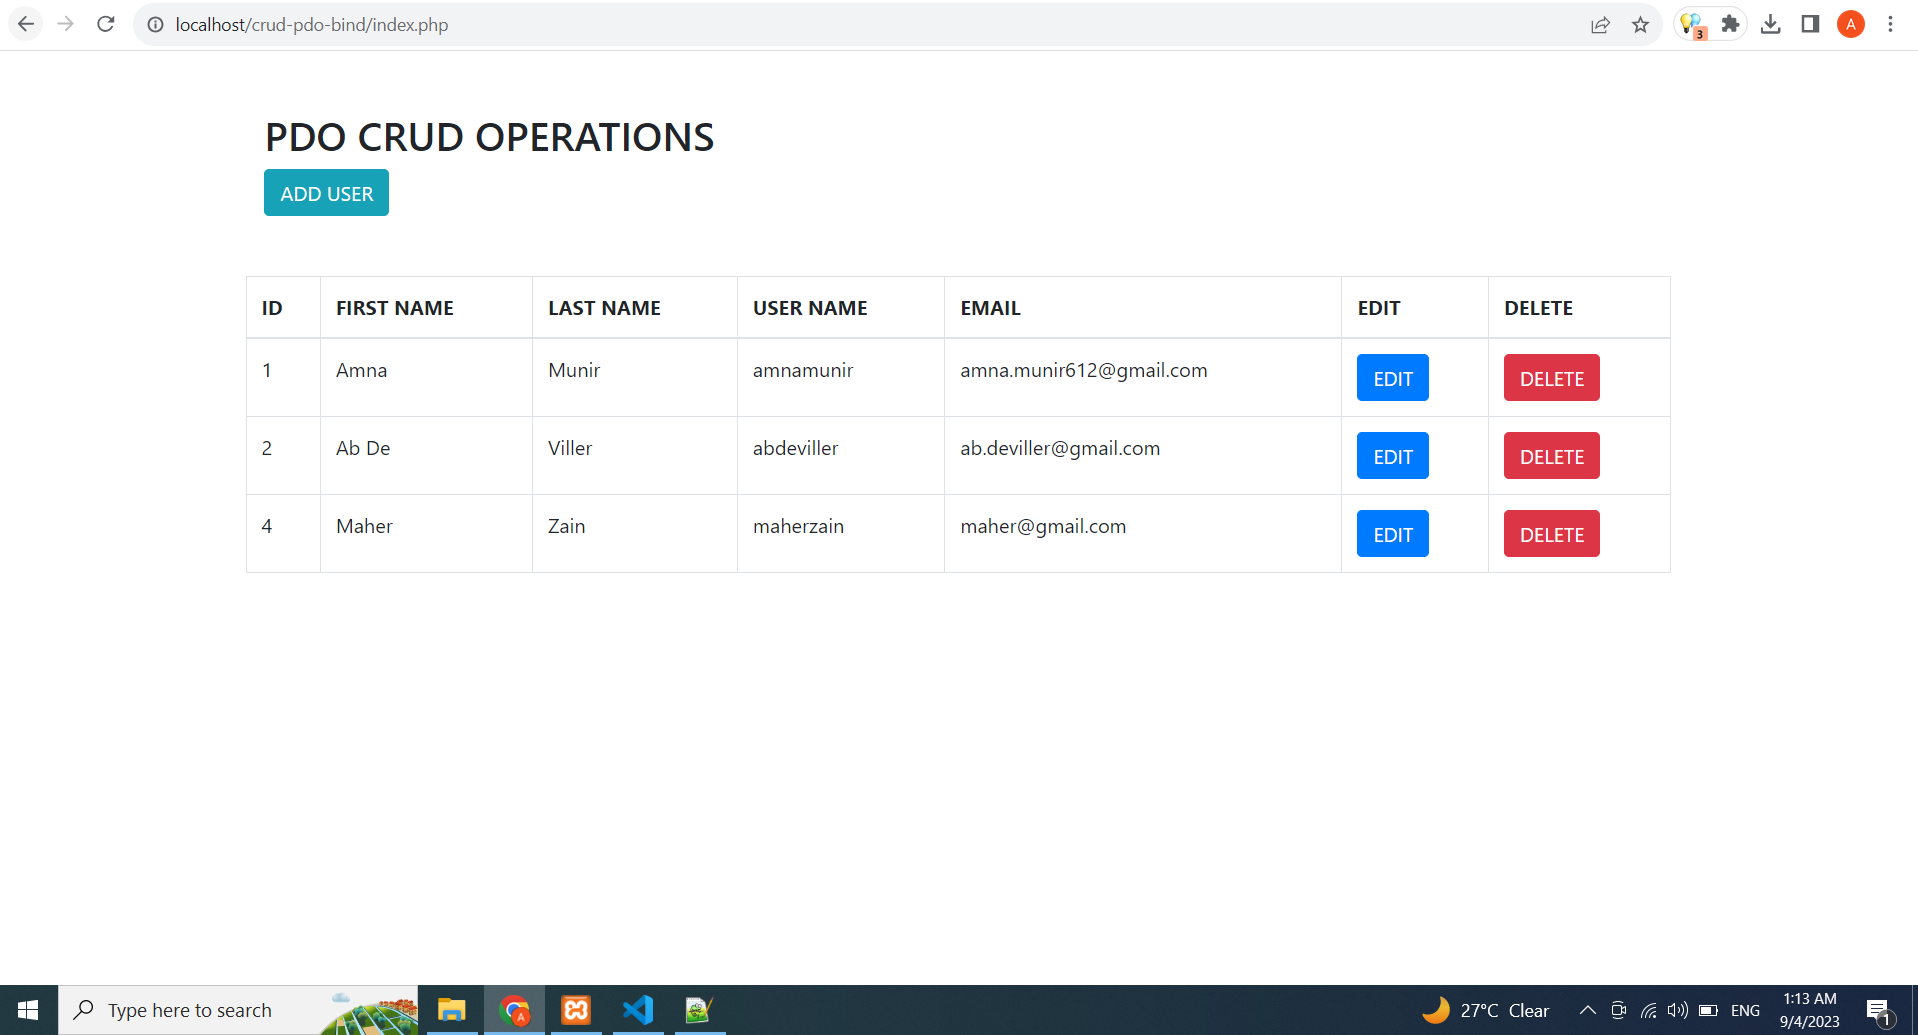 localhost/crud-pdo-bind/index.php
3
A
PDO CRUD OPERATIONS
ADD USER
ID FIRST NAME LAST NAME USER NAME EMAIL EDIT DELETE
1 Amna Munir amnamunir amna.munir612@gmail.com EDIT DELETE
2 Ab De Viller abdeviller ab.deviller@gmail.com EDIT DELETE
4 Maher Zain maherzain maher@gmail.com EDIT DELETE
Type here to search
A
27°C Clear
ENG
1:13 AM
9/4/2023
1